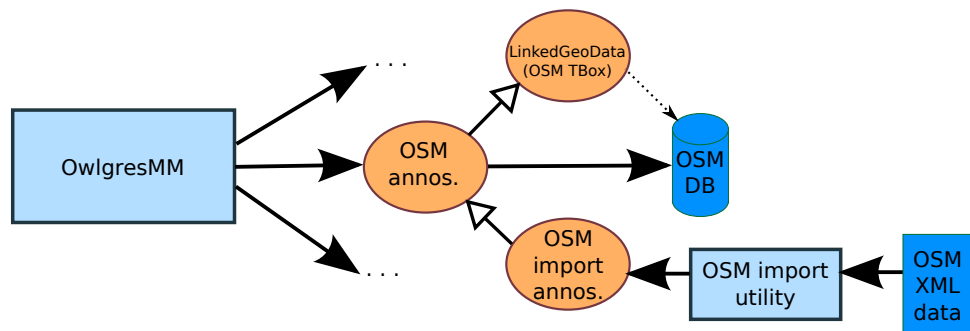 LinkedGeoData
(OSM TBox)
. . .
OwlgresMM
OSM
annos.
OSM
DB
. . .
OSM
import
annos.
OSM import
utility
OSM
XML
data